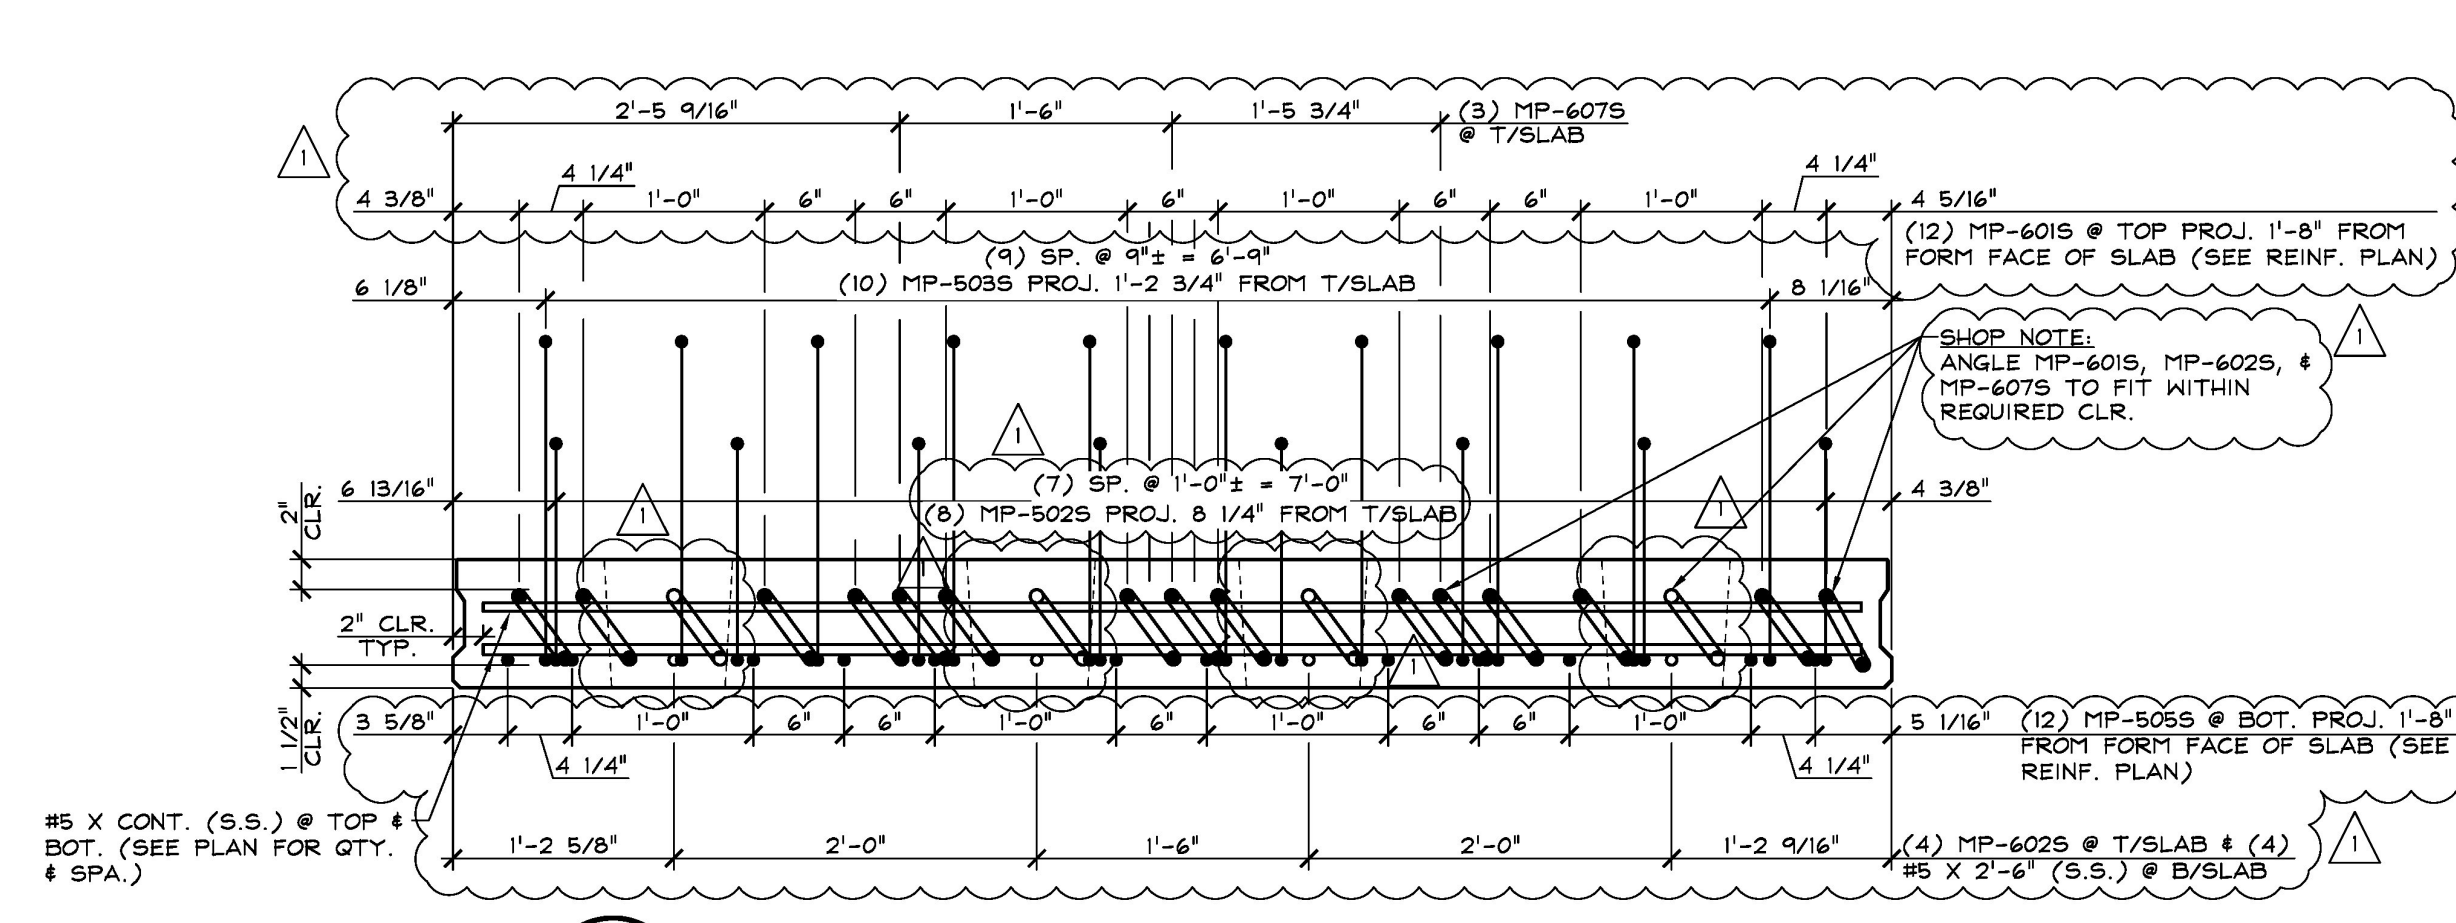 2'-5 9/16" 1'-6" 1'-5 3/4" (3) MP-607S
@ T/SLAB
1
4 1/4" 4 1/4"
4 3/8" 1'-0" 6" 6" 1'-0" 6" 1'-0" 6" 6" 1'-0" 4 5/16"
(12) MP-601S @ TOP PROJ. 1'-8" FROM
FORM FACE OF SLAB (SEE REINF. PLAN)
(9) SP. @ 9"± = 6'-9"
6 1/8" (10) MP-503S PROJ. 1'-2 3/4" FROM T/SLAB 8 1/16"
SHOP NOTE:
ANGLE MP-601S, MP-602S, &
MP-607S TO FIT WITHIN
REQUIRED CLR.
1
1
(7) SP. @ 1'-0"± = 7'-0"
6 13/16" 4 3/8"
(8) MP-502S PROJ. 8 1/4" FROM T/SLAB
2"
CLR.
1
1
1
2" CLR.
TYP.
1
1 1/2"
CLR.
3 5/8" 1'-0" 6" 6" 1'-0" 6" 1'-0" 6" 6" 1'-0" 5 1/16"
(12) MP-505S @ BOT. PROJ. 1'-8"
FROM FORM FACE OF SLAB (SEE
REINF. PLAN)
4 1/4" 4 1/4"
#5 X CONT. (S.S.) @ TOP &
BOT. (SEE PLAN FOR QTY.
& SPA.)
1'-2 5/8" 2'-0" 1'-6" 2'-0" 1'-2 9/16"
(4) MP-602S @ T/SLAB & (4)
#5 X 2'-6" (S.S.) @ B/SLAB
1